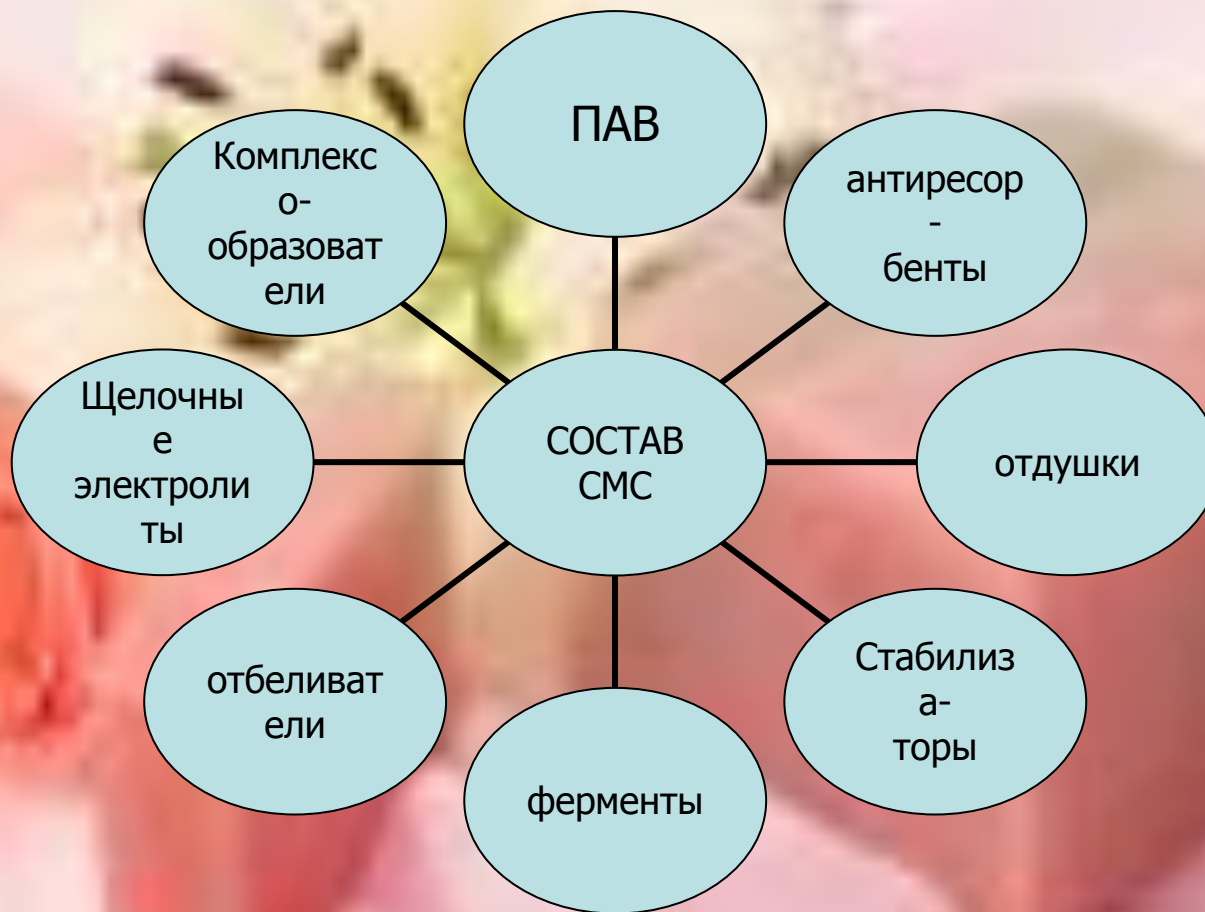 ПАВ
Комплекс
о-
образоват
ели
антиресор
-
бенты
Щелочны
е
электроли
ты
СОСТАВ
СМС
отдушки
отбеливат
ели
Стабилиз
а-
торы
ферменты